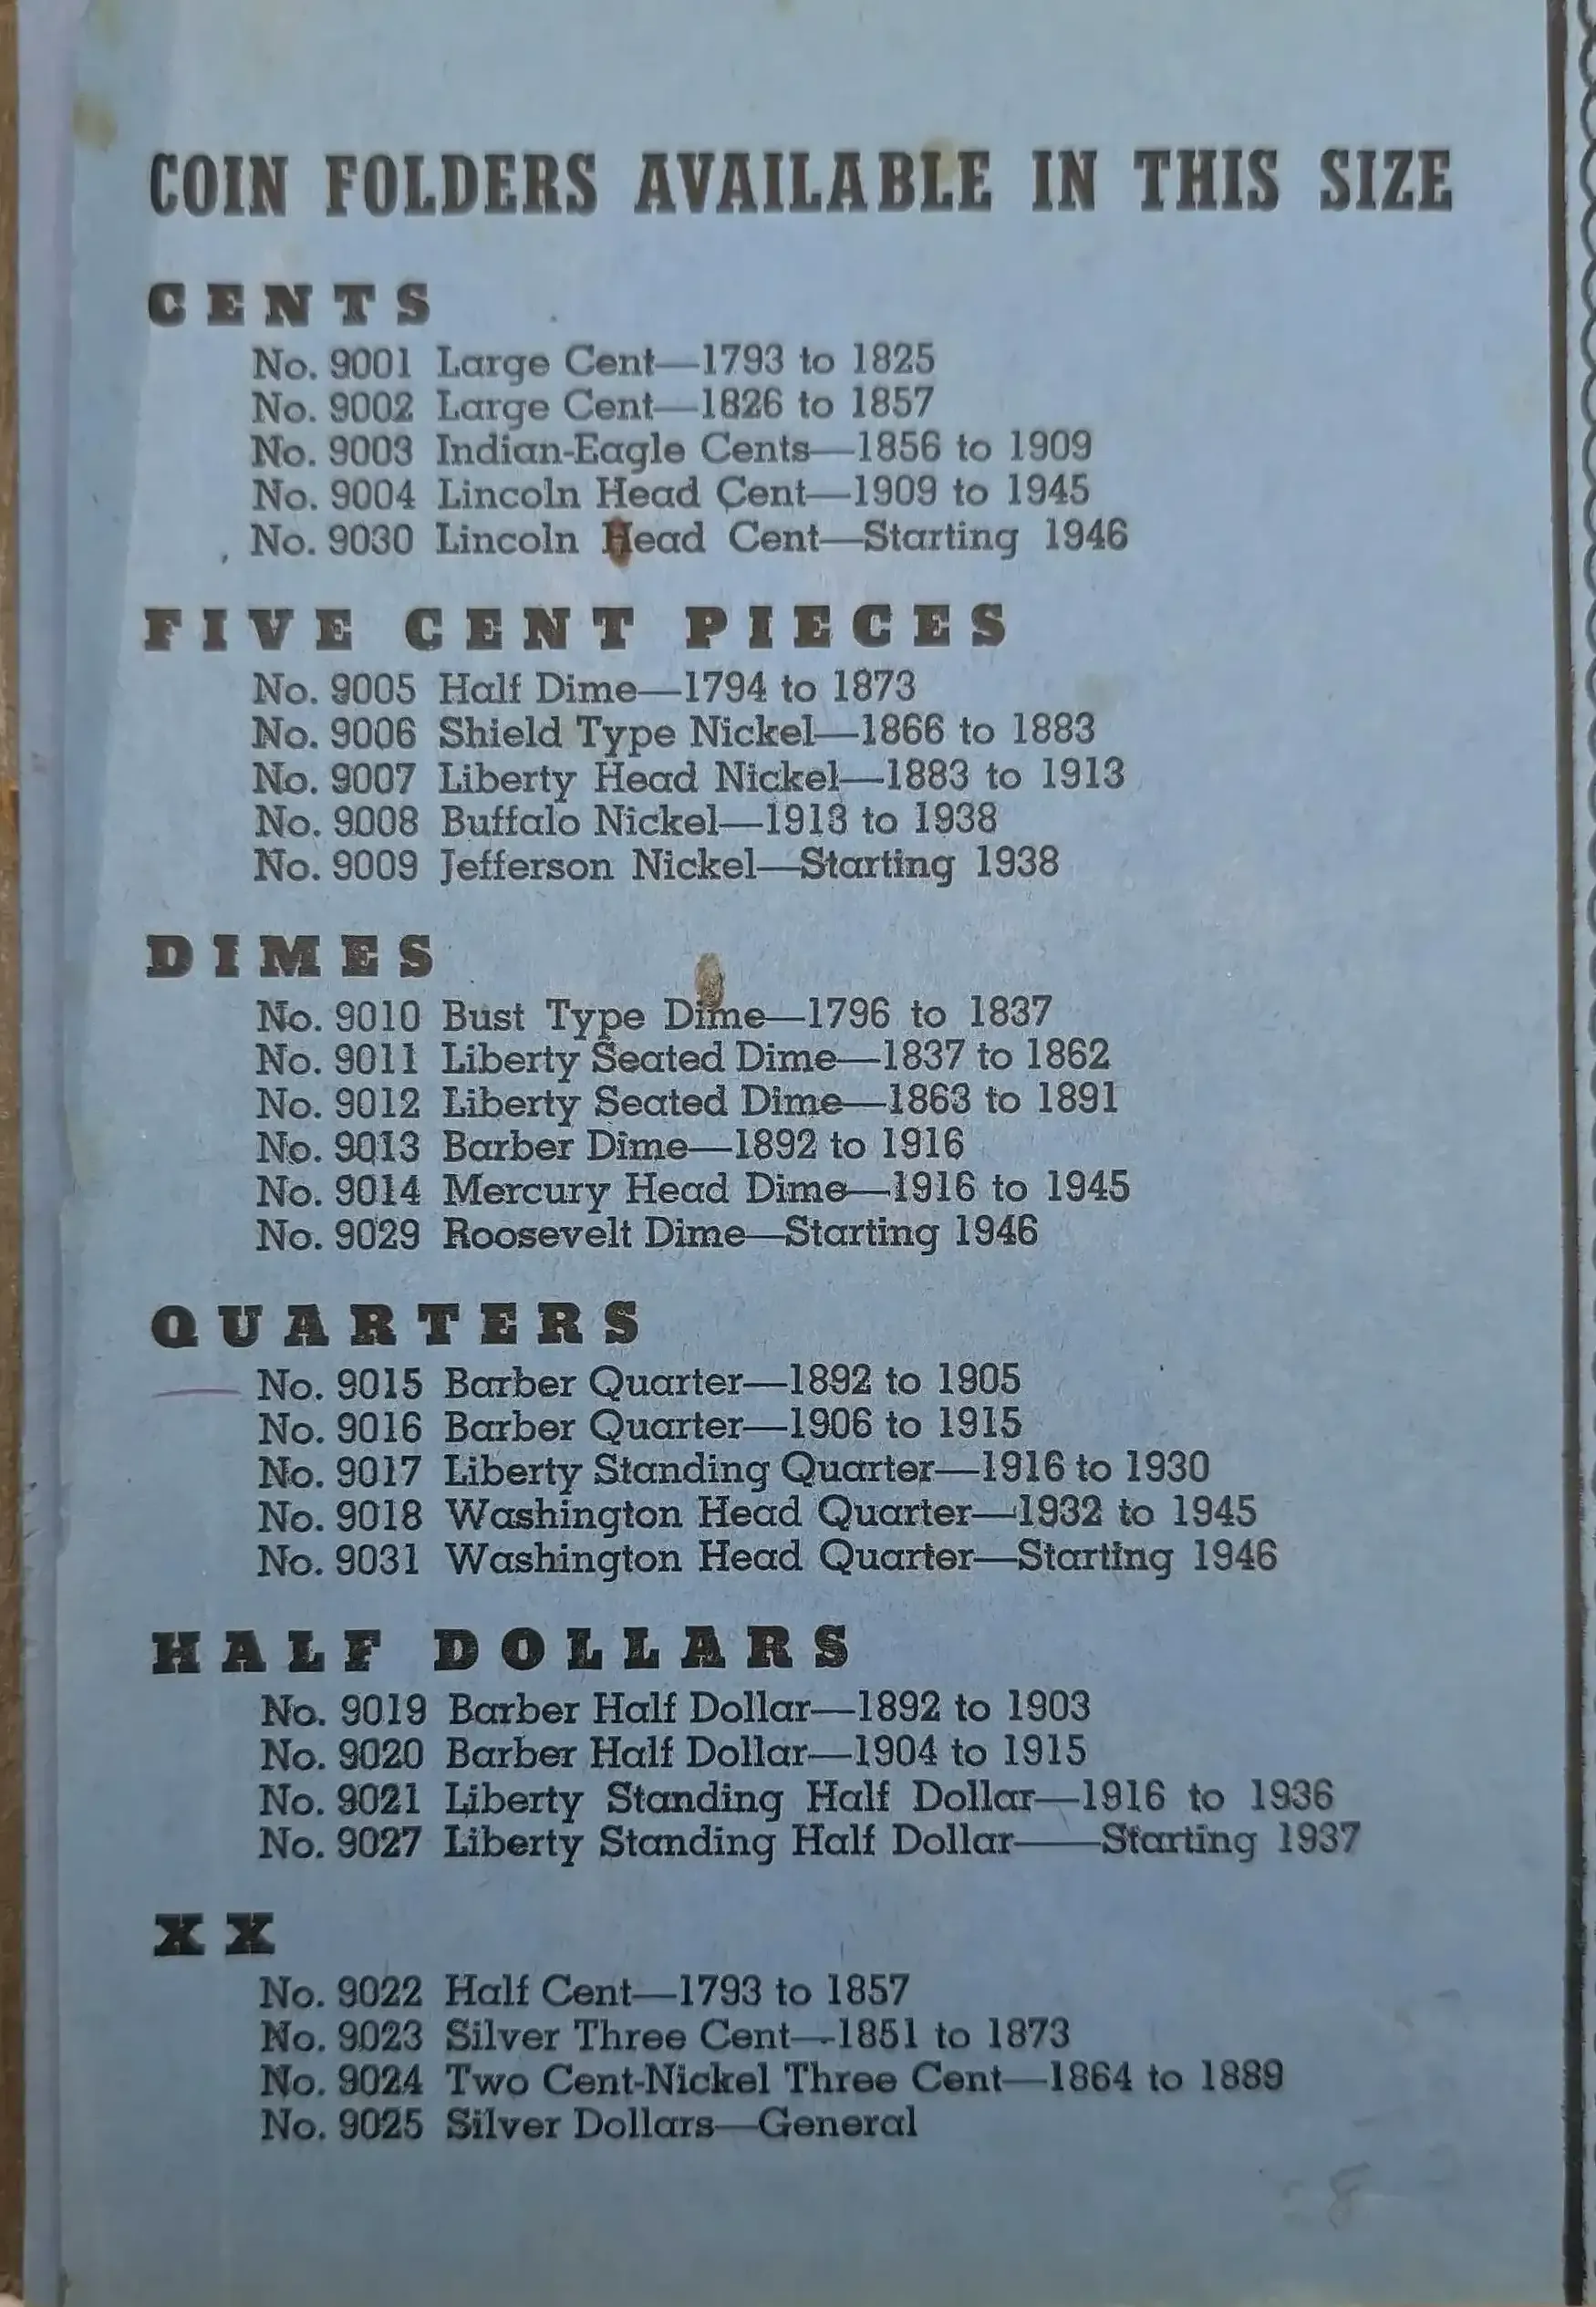 COIN FOLDERS AVAILABLE IN THIS SIZE
CENTS
No. 9001 Large Cent—1793 to 1825
No. 9002 Large Cent—1826 to 1857
No. 9003 Indian-Eagle Cents—1856 to 1909
No. 9004 Lincoln Head Cent—1909 to 1945
No. 9030 Lincoln Head Cent—Starting 1946
FIVE CENT PIECES
No. 9005 Half Dime—1794 to 1873
No. 9006 Shield Type Nickel—1866 to 1883
No. 9007 Liberty Head Nickel—1883 to 1913
No. 9008 Buffalo Nickel—1913 to 1938
No. 9009 Jefferson Nickel—Starting 1938
DIMES
No. 9010 Bust Type Dime—1796 to 1837
No. 9011 Liberty Seated Dime—1837 to 1862
No. 9012 Liberty Seated Dime—1863 to 1891
No. 9013 Barber Dime—1892 to 1916
No. 9014 Mercury Head Dime—1916 to 1945
No. 9029 Roosevelt Dime—Starting 1946
QUARTERS
No. 9015 Barber Quarter—1892 to 1905
No. 9016 Barber Quarter—1906 to 1915
No. 9017 Liberty Standing Quarter—1916 to 1930
No. 9018 Washington Head Quarter—1932 to 1945
No. 9031 Washington Head Quarter—Starting 1946
HALF DOLLARS
No. 9019 Barber Half Dollar—1892 to 1903
No. 9020 Barber Half Dollar—1904 to 1915
No. 9021 Liberty Standing Half Dollar—1916 to 1936
No. 9027 Liberty Standing Half Dollar——Starting 1937
XX
No. 9022 Half Cent—1793 to 1857
No. 9023 Silver Three Cent—-1851 to 1873
No. 9024 Two Cent-Nickel Three Cent—1864 to 1889
No. 9025 Silver Dollars—General